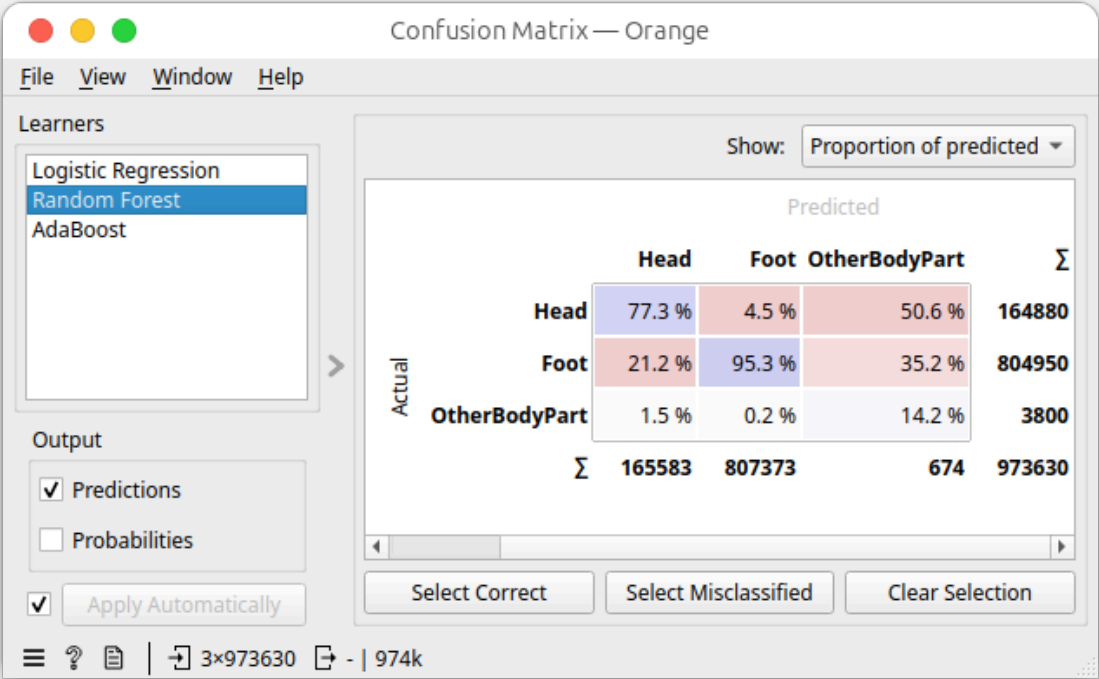 Confusion Matrix — Orange
File View Window Help
Learners
Logistic Regression
Random Forest
AdaBoost
Output
Predictions
Probabilities
Apply Automatically
Show: Proportion of predicted
Predicted
Head Foot OtherBodyPart Σ
Actual
Head 77.3 % 4.5 % 50.6 % 164880
Foot 21.2 % 95.3 % 35.2 % 804950
OtherBodyPart 1.5 % 0.2 % 14.2 % 3800
Σ 165583 807373 674 973630
Select Correct Select Misclassified Clear Selection
? | 3×973630 - | 974k